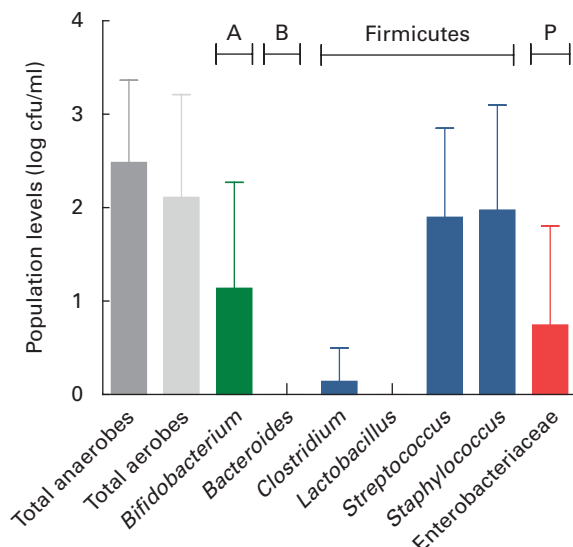 4
3
2
1
0
Population levels (log cfu/ml)
A
B
Firmicutes
P
Total anaerobes
Total aerobes
Bifidobacterium
Bacteroides
Clostridium
Lactobacillus
Streptococcus
Staphylococcus
Enterobacteriaceae